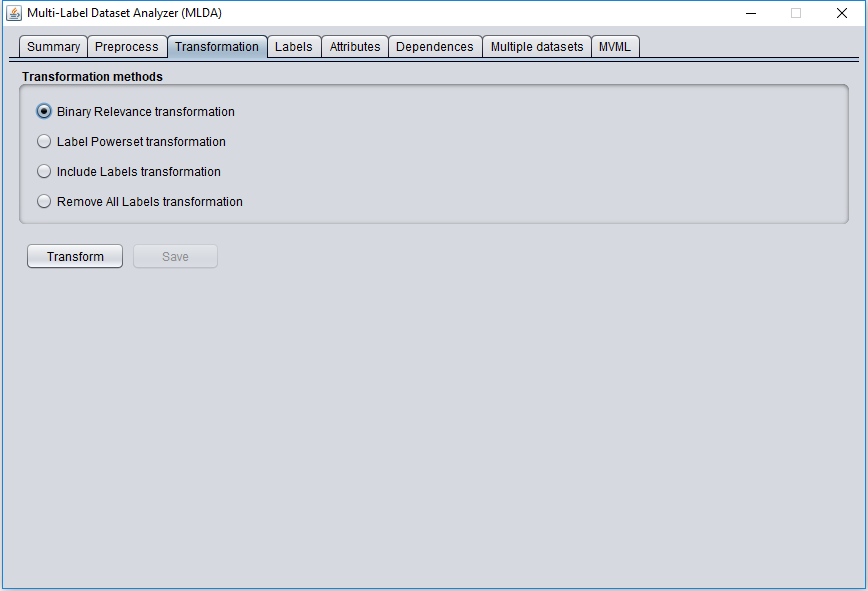 Multi-Label Dataset Analyzer (MLDA)
Summary Preprocess Transformation Labels Attributes Dependences Multiple datasets MVML
Transformation methods
Binary Relevance transformation
Label Powerset transformation
Include Labels transformation
Remove All Labels transformation
Transform Save